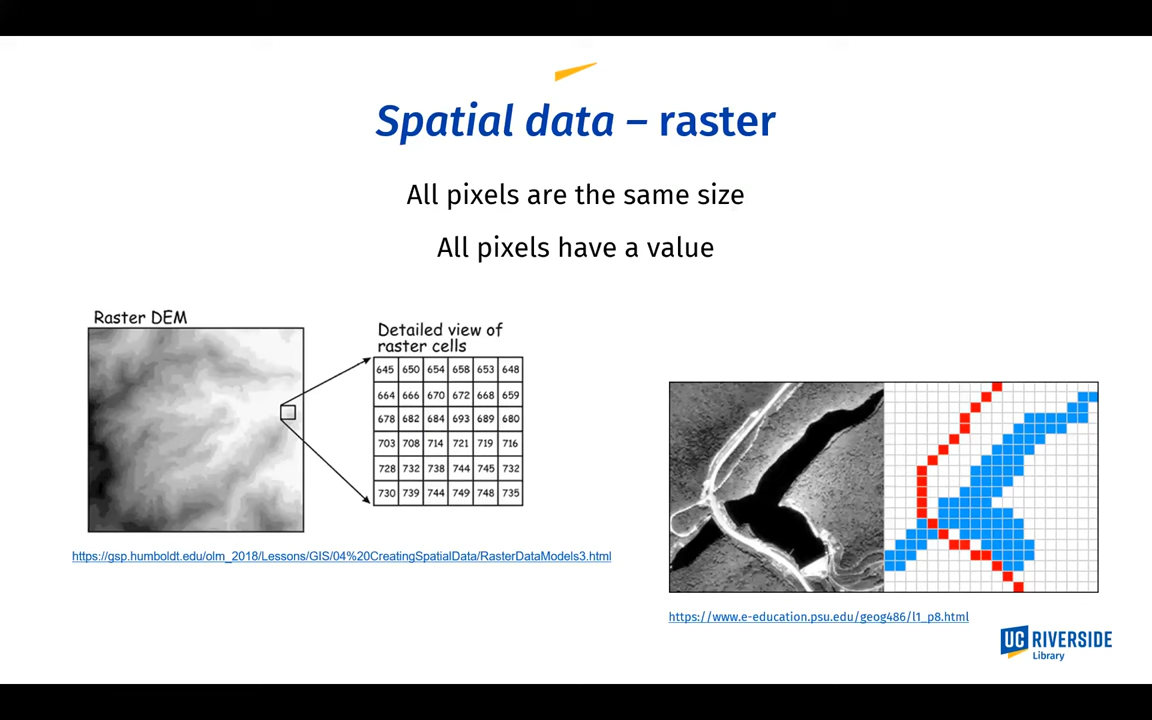 Spatial data – raster
All pixels are the same size
All pixels have a value
Raster DEM
Detailed view of
raster cells
645 650 654 658 653 648
664 666 670 672 668 659
678 682 684 693 689 680
703 708 714 721 719 716
728 732 738 744 745 732
730 739 744 749 748 735
https://gsp.humboldt.edu/olm_2018/Lessons/GIS/04%20CreatingSpatialData/RasterDataModels3.html
https://www.e-education.psu.edu/geog486/l1_p8.html
UC RIVERSIDE
Library